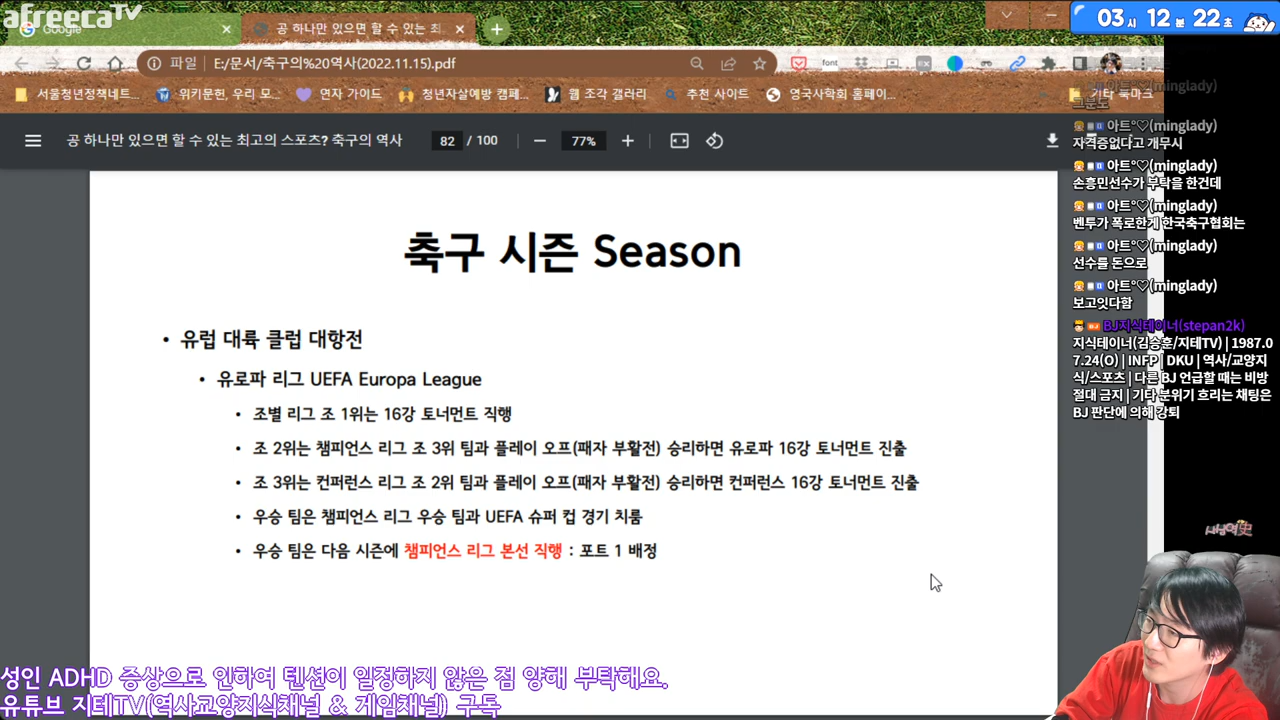 afreecaTV
Google
공 하나만 있으면 할 수 있는 최
03시 12분 22초
파일 E:/문서/축구의%20역사(2022.11.15).pdf
서울청년정책네트... 위키문헌, 우리 모... 연자 가이드 청년자살예방 캠페... 웹 조각 갤러리 추천 사이트 영국사학회 홈페이... 기타 북마크
공 하나만 있으면 할 수 있는 최고의 스포츠? 축구의 역사 82 / 100 77%
축구 시즌 Season
• 유럽 대륙 클럽 대항전
• 유로파 리그 UEFA Europa League
• 조별 리그 조 1위는 16강 토너먼트 직행
• 조 2위는 챔피언스 리그 조 3위 팀과 플레이 오프(패자 부활전) 승리하면 유로파 16강 토너먼트 진출
• 조 3위는 컨퍼런스 리그 조 2위 팀과 플레이 오프(패자 부활전) 승리하면 컨퍼런스 16강 토너먼트 진출
• 우승 팀은 챔피언스 리그 우승 팀과 UEFA 슈퍼 컵 경기 치룸
• 우승 팀은 다음 시즌에 챔피언스 리그 본선 직행 : 포트 1 배정
아트°♡(minglady)
그분도
아트°♡(minglady)
자격증없다고 개무시
아트°♡(minglady)
손흥민선수가 부탁을 한건데
아트°♡(minglady)
벤투가 폭로한게 한국축구협회는
아트°♡(minglady)
선수를 돈으로
아트°♡(minglady)
보고잇다함
BJ지식테이너(stepan2k)
지식테이너(김승훈/지테TV) | 1987.0
7.24(O) | INFP | DKU | 역사/교양지
식/스포츠 | 다른 BJ 언급할 때는 비방
절대 금지 | 기타 분위기 흐리는 채팅은
BJ 판단에 의해 강퇴
성인 ADHD 증상으로 인하여 텐션이 일정하지 않은 점 양해 부탁해요.
유튜브 지테TV(역사교양지식채널 & 게임채널) 구독